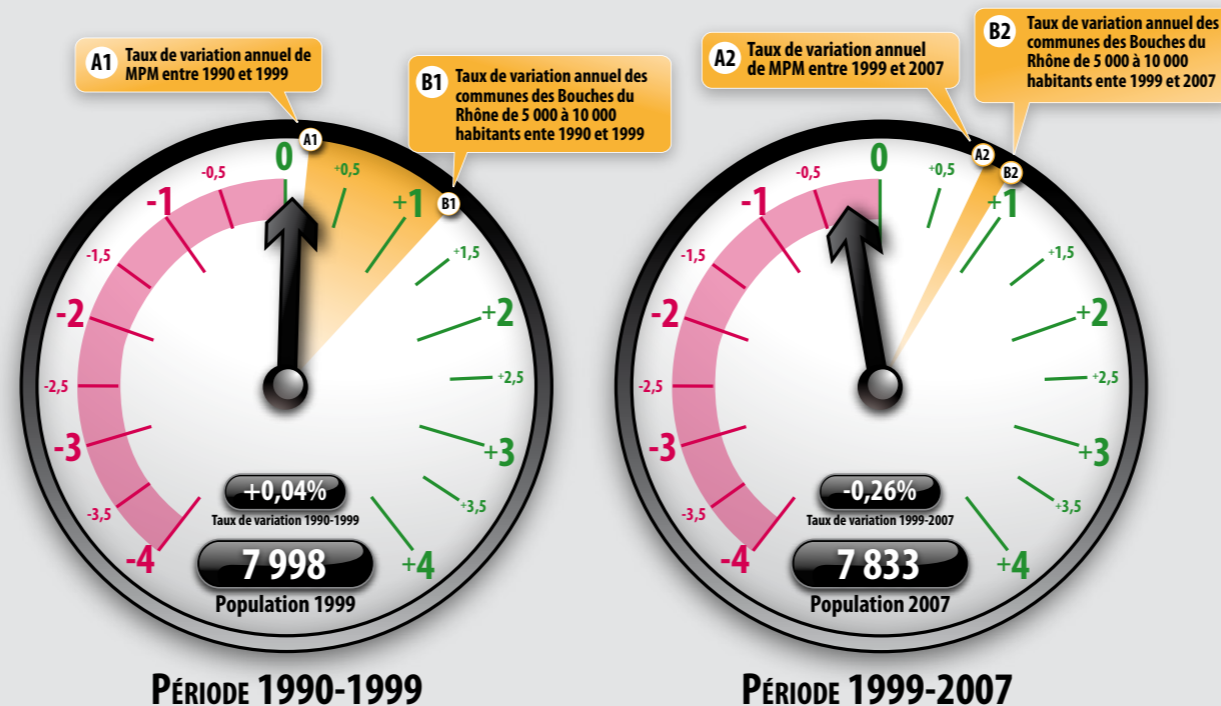 A1
Taux de variation annuel de
MPM entre 1990 et 1999
B1
Taux de variation annuel des
communes des Bouches du
Rhône de 5 000 à 10 000
habitants ente 1990 et 1999
A1
B1
0
-0,5
-1
-1,5
-2
-2,5
-3
-3,5
-4
+0,5
+1
+1,5
+2
+2,5
+3
+3,5
+4
+0,04%
Taux de variation 1990-1999
7 998
Population 1999
PÉRIODE 1990-1999
A2
Taux de variation annuel
de MPM entre 1999 et 2007
B2
Taux de variation annuel des
communes des Bouches du
Rhône de 5 000 à 10 000
habitants ente 1999 et 2007
A2
B2
0
-0,5
-1
-1,5
-2
-2,5
-3
-3,5
-4
+0,5
+1
+1,5
+2
+2,5
+3
+3,5
+4
-0,26%
Taux de variation 1999-2007
7 833
Population 2007
PÉRIODE 1999-2007